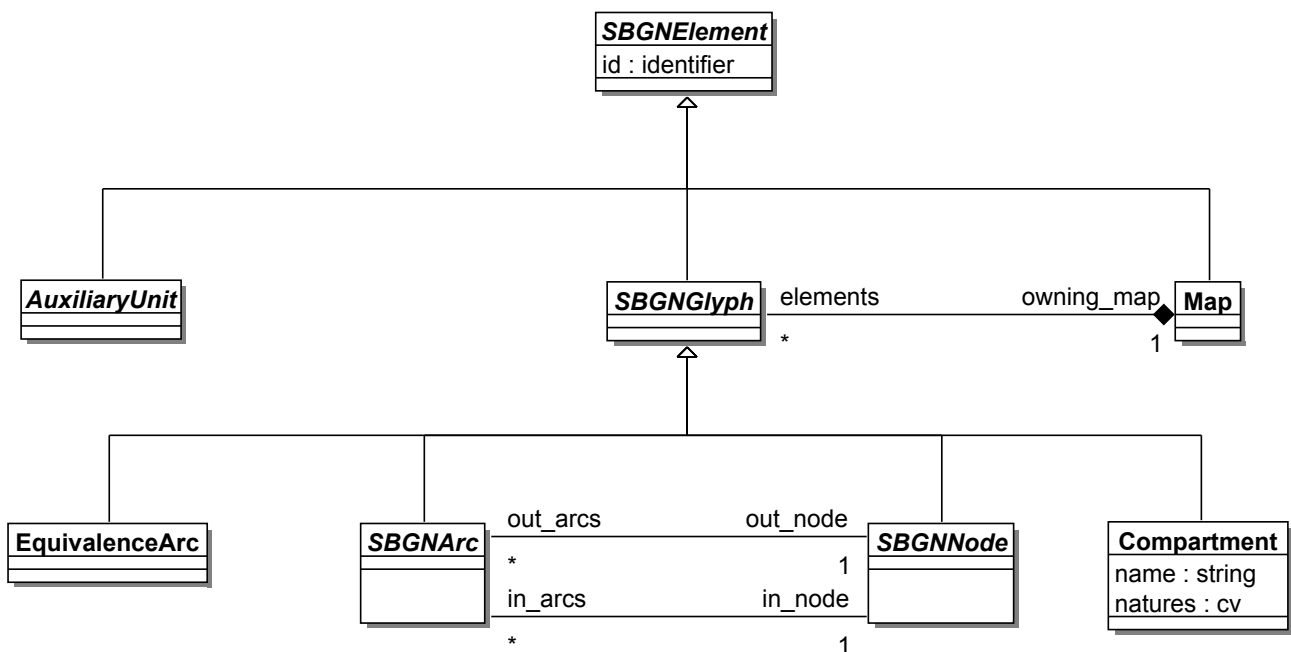 SBGNElement
id : identifier
AuxiliaryUnit
SBGNGlyph
elements
owning_map
Map
*
1
EquivalenceArc
SBGNArc
out_arcs
out_node
SBGNNode
Compartment
*
1
name : string
in_arcs
in_node
natures : cv
*
1